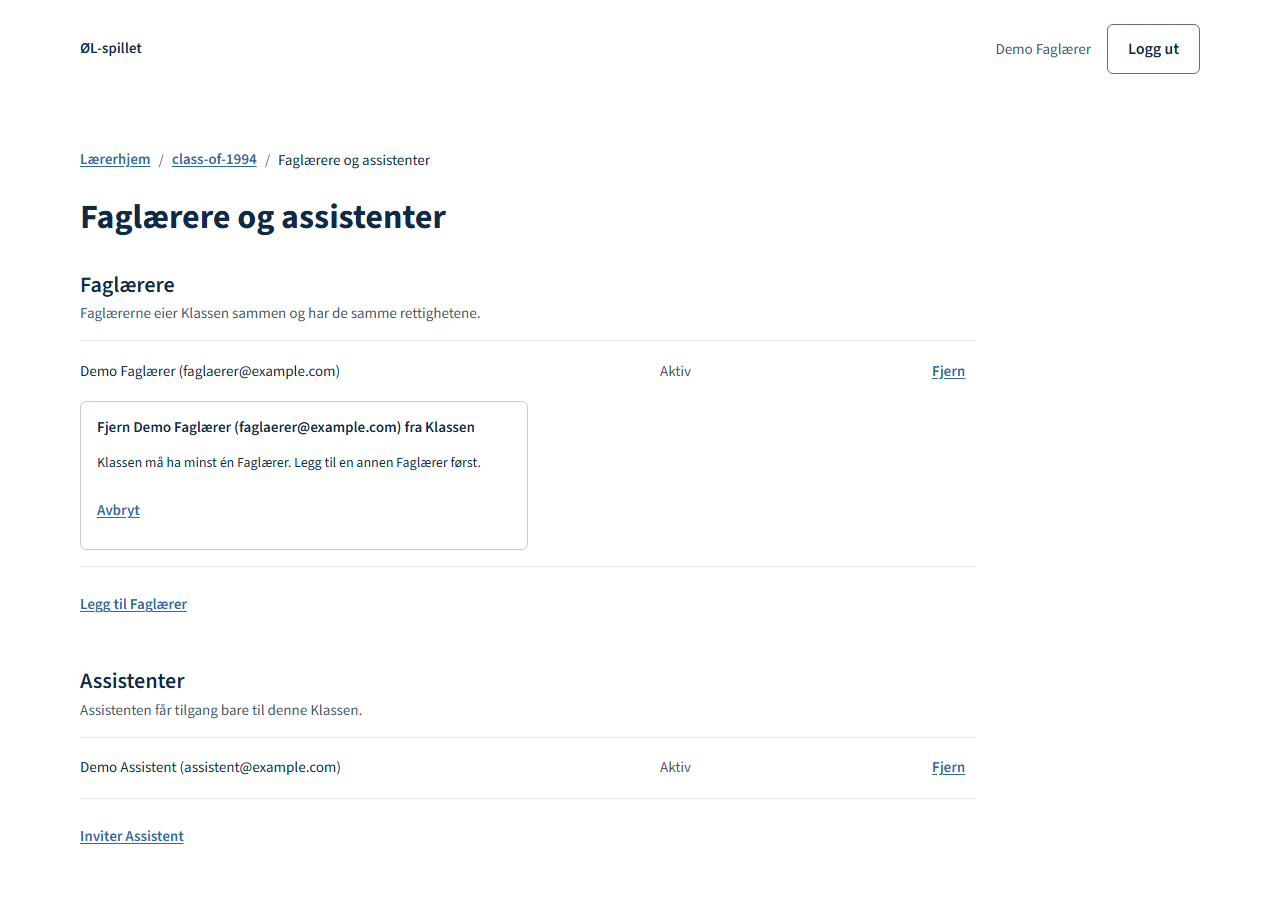 ØL-spillet
Demo Faglærer
Logg ut
Lærerhjem / class-of-1994 / Faglærere og assistenter
Faglærere og assistenter
Faglærere
Faglærerne eier Klassen sammen og har de samme rettighetene.
Demo Faglærer (faglaerer@example.com) Aktiv Fjern
Fjern Demo Faglærer (faglaerer@example.com) fra Klassen
Klassen må ha minst én Faglærer. Legg til en annen Faglærer først.
Avbryt
Legg til Faglærer
Assistenter
Assistenten får tilgang bare til denne Klassen.
Demo Assistent (assistent@example.com) Aktiv Fjern
Inviter Assistent